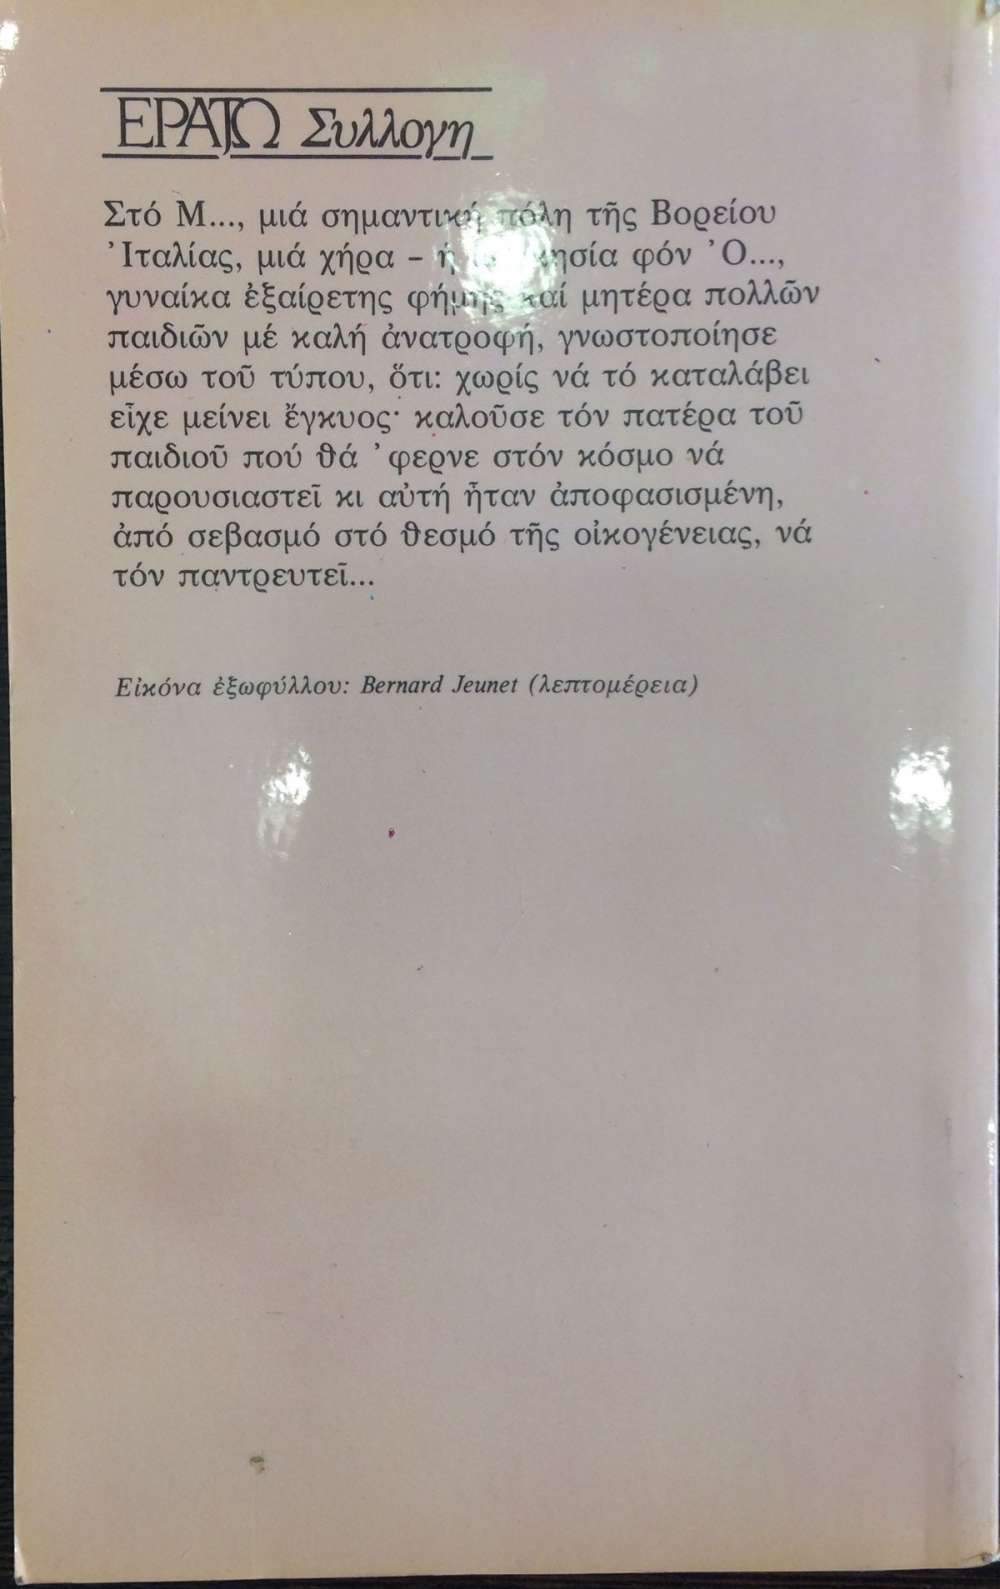 ΕΡΑΤΩ Συλλογη
Στό Μ..., μιά σημαντική πόλη τῆς Βορείου
Ἰταλίας, μιά χήρα – ἡ φόν Ὀ...,
γυναίκα ἐξαίρετης φήμης καί μητέρα πολλῶν
παιδιῶν μέ καλή ἀνατροφή, γνωστοποίησε
μέσω τοῦ τύπου, ὅτι: χωρίς νά τό καταλάβει
εἶχε μείνει ἔγκυος· καλοῦσε τόν πατέρα τοῦ
παιδιοῦ πού θά ᾿φερνε στόν κόσμο νά
παρουσιαστεῖ κι αὐτή ἦταν ἀποφασισμένη,
ἀπό σεβασμό στό θεσμό τῆς οἰκογένειας, νά
τόν παντρευτεῖ...
Εἰκόνα ἐξωφύλλου: Bernard Jeunet (λεπτομέρεια)